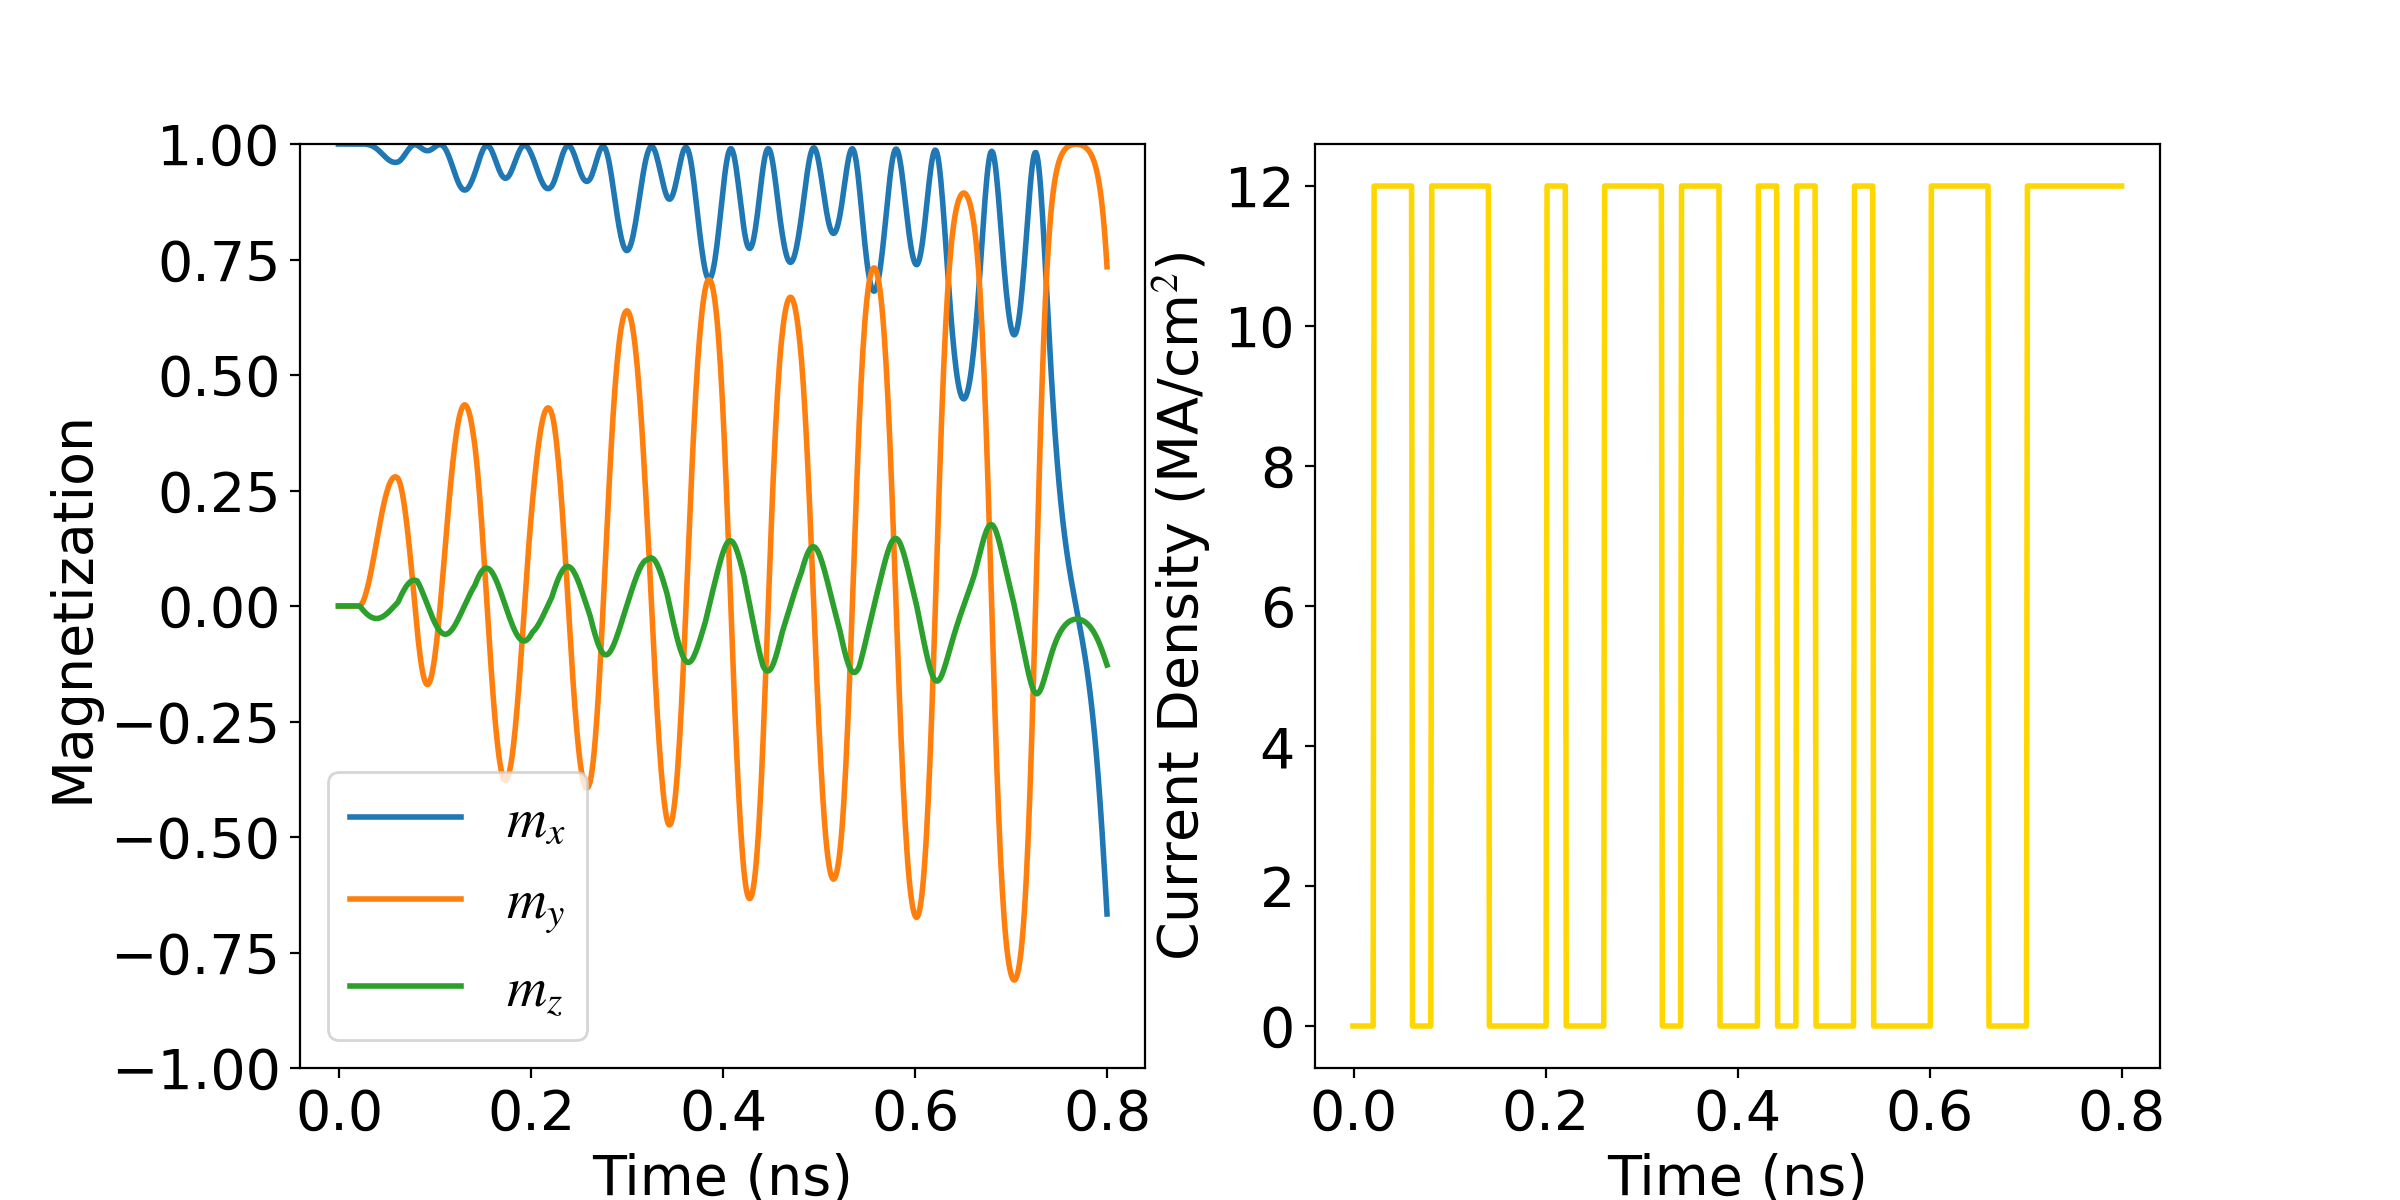 1.00
0.75
0.50
0.25
0.00
−0.25
−0.50
−0.75
−1.00
Magnetization
m_x
m_y
m_z
0.0 0.2 0.4 0.6 0.8
Time (ns)
12
10
8
6
4
2
0
Current Density (MA/cm²)
0.0 0.2 0.4 0.6 0.8
Time (ns)